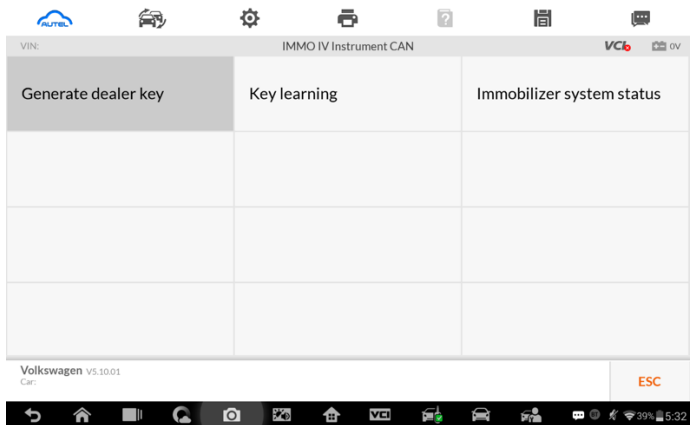 AUTEL
VIN: IMMO IV Instrument CAN VCI 0V
Generate dealer key Key learning Immobilizer system status
Volkswagen V5.10.01
Car:
ESC
VCI 39% 5:32